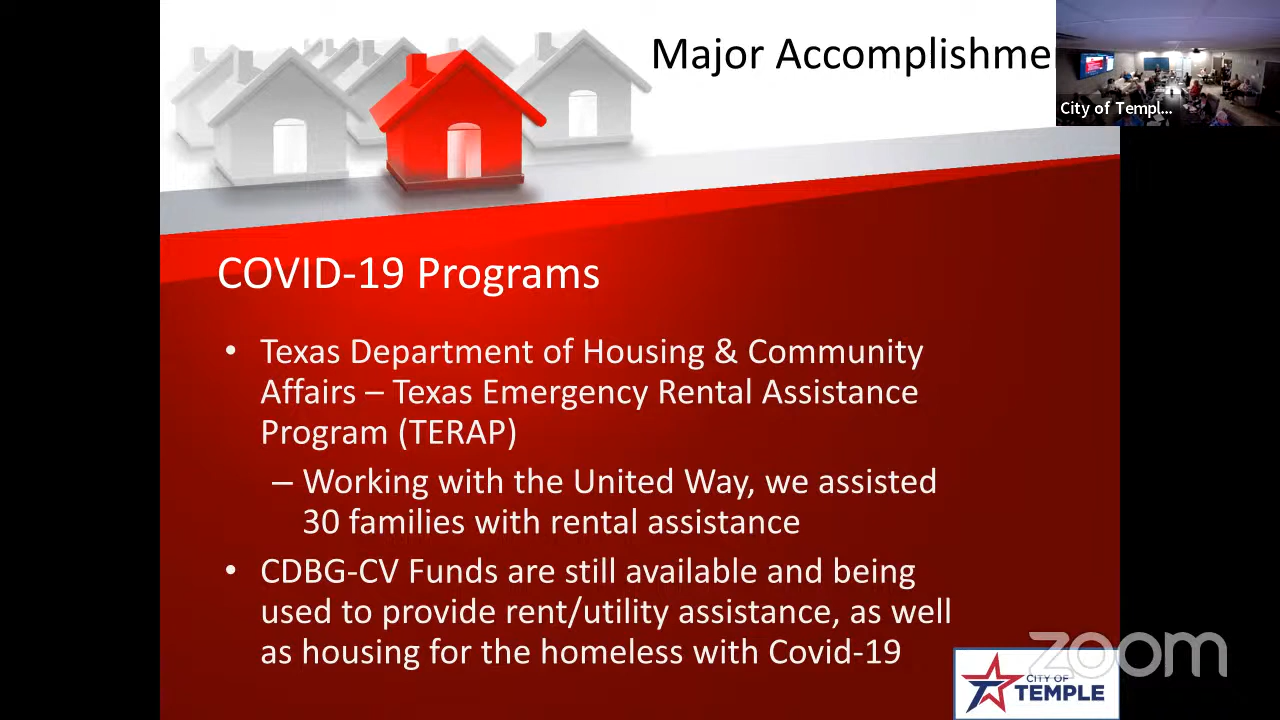 Major Accomplishme
City of Templ...
COVID-19 Programs
• Texas Department of Housing & Community
Affairs – Texas Emergency Rental Assistance
Program (TERAP)
– Working with the United Way, we assisted
30 families with rental assistance
• CDBG-CV Funds are still available and being
used to provide rent/utility assistance, as well
as housing for the homeless with Covid-19
zoom
CITY OF
TEMPLE